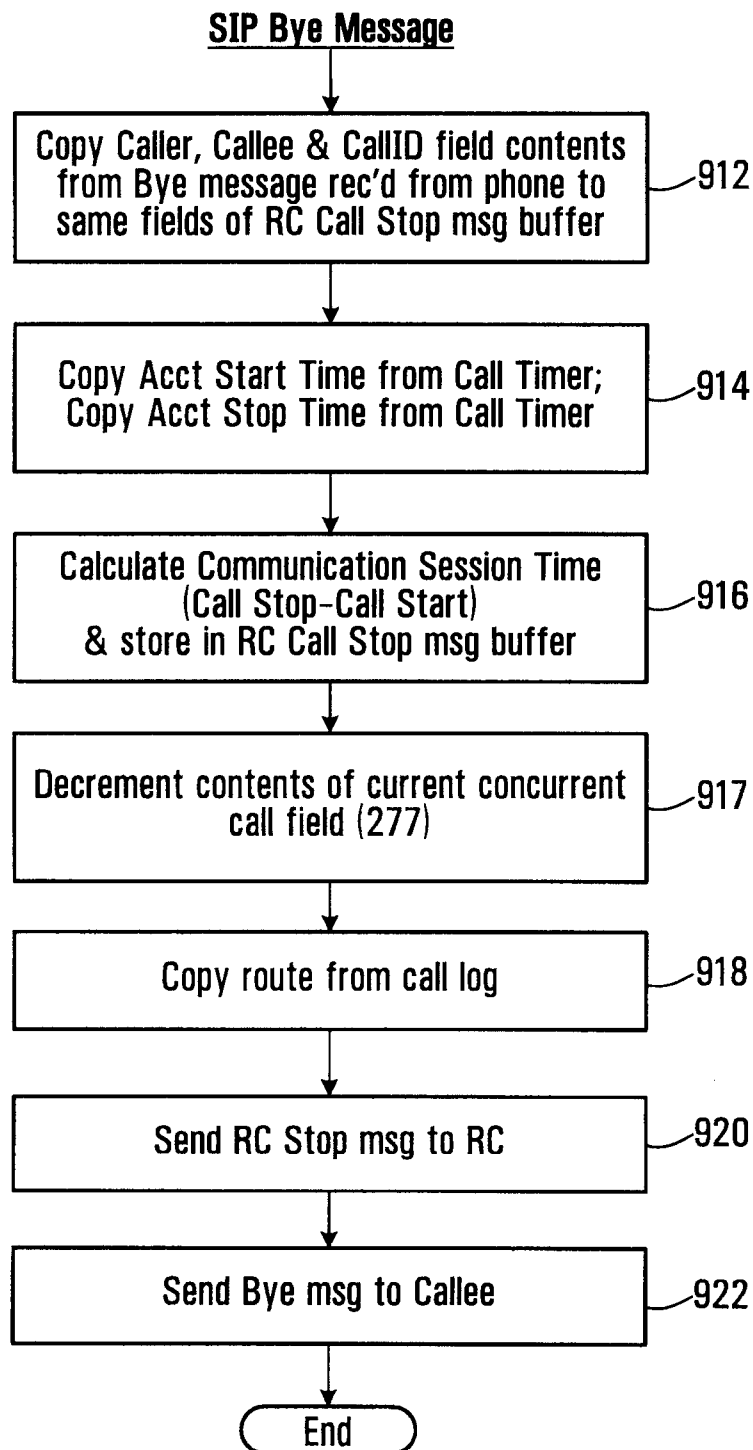 SIP Bye Message
Copy Caller, Callee & CallID field contents
from Bye message rec'd from phone to
same fields of RC Call Stop msg buffer
912
Copy Acct Start Time from Call Timer;
Copy Acct Stop Time from Call Timer
914
Calculate Communication Session Time
(Call Stop-Call Start)
& store in RC Call Stop msg buffer
916
Decrement contents of current concurrent
call field (277)
917
Copy route from call log
918
Send RC Stop msg to RC
920
Send Bye msg to Callee
922
End